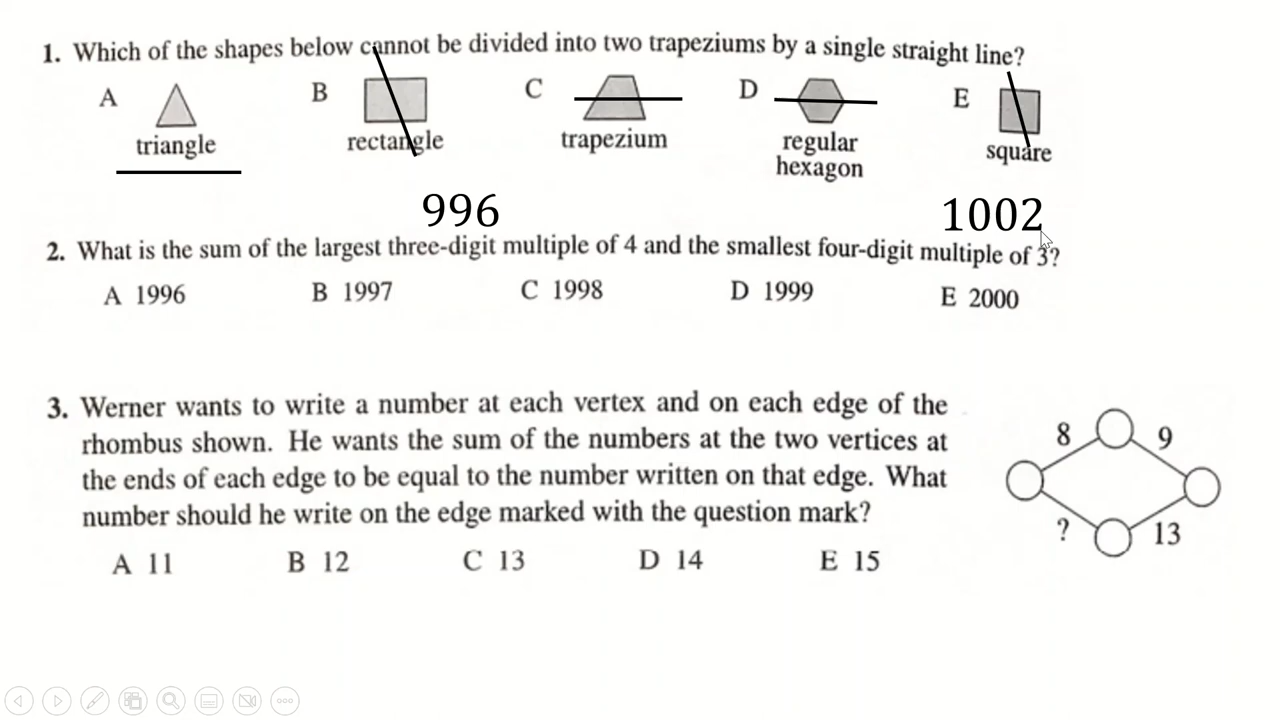 1. Which of the shapes below cannot be divided into two trapeziums by a single straight line?
A B C D E
triangle rectangle trapezium regular hexagon square
996 1002
2. What is the sum of the largest three-digit multiple of 4 and the smallest four-digit multiple of 3?
A 1996 B 1997 C 1998 D 1999 E 2000
3. Werner wants to write a number at each vertex and on each edge of the
rhombus shown. He wants the sum of the numbers at the two vertices at
the ends of each edge to be equal to the number written on that edge. What
number should he write on the edge marked with the question mark?
8 9
? 13
A 11 B 12 C 13 D 14 E 15